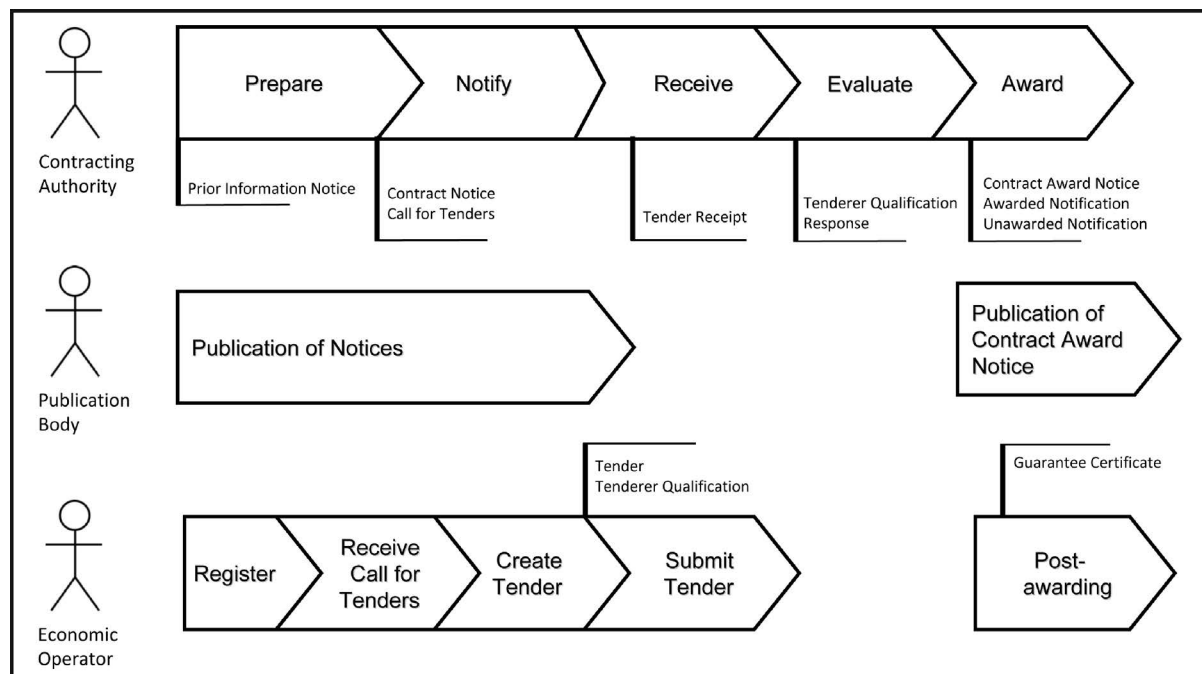 Prepare
Notify
Receive
Evaluate
Award
Contracting
Authority
Prior Information Notice
Contract Notice
Call for Tenders
Tender Receipt
Tenderer Qualification
Response
Contract Award Notice
Awarded Notification
Unawarded Notification
Publication
Body
Publication of Notices
Publication of
Contract Award
Notice
Tender
Tenderer Qualification
Guarantee Certificate
Economic
Operator
Register
Receive
Call for
Tenders
Create
Tender
Submit
Tender
Post-
awarding